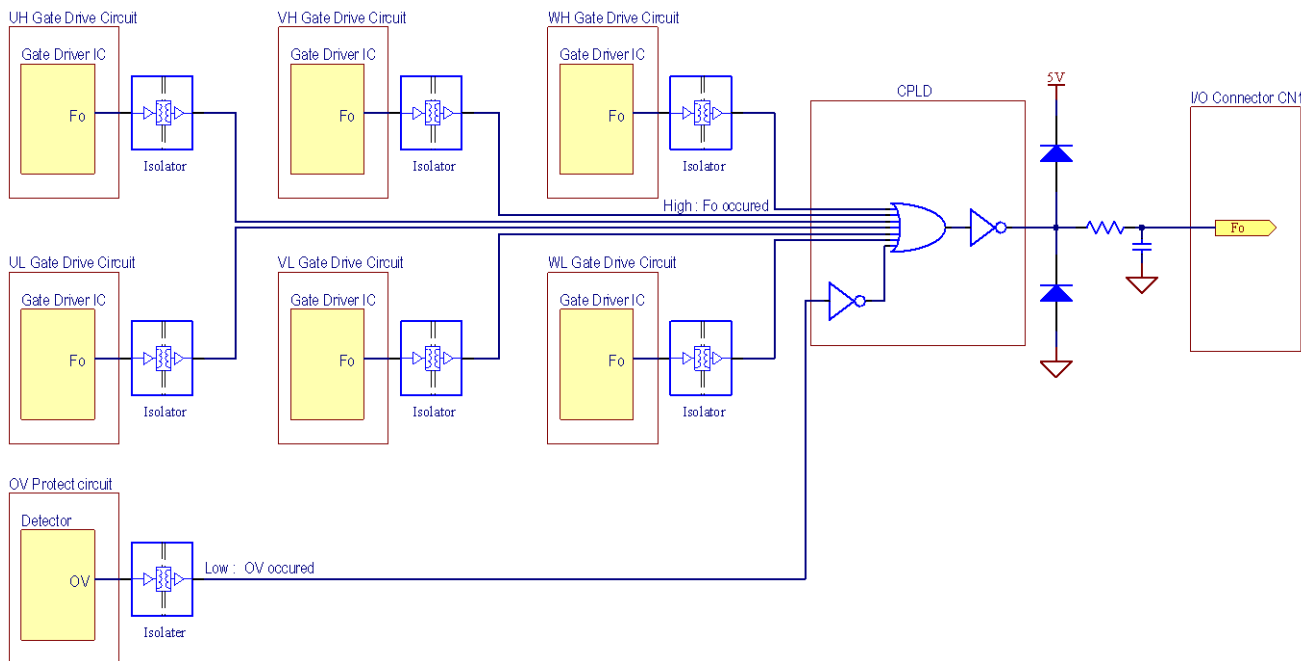 UH Gate Drive Circuit
VH Gate Drive Circuit
WH Gate Drive Circuit
Gate Driver IC
Gate Driver IC
Gate Driver IC
Fo
Fo
Fo
Isolator
Isolator
Isolator
CPLD
5V
I/O Connector CN1
High : Fo occured
Fo
UL Gate Drive Circuit
VL Gate Drive Circuit
WL Gate Drive Circuit
Gate Driver IC
Gate Driver IC
Gate Driver IC
Fo
Fo
Fo
Isolator
Isolator
Isolator
OV Protect circuit
Detector
OV
Low : OV occured
Isolater